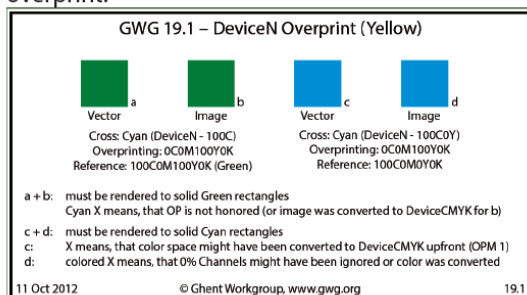 overprint.
GWG 19.1 – DeviceN Overprint (Yellow)
a b c d
Vector Image Vector Image
Cross: Cyan (DeviceN - 100C) Cross: Cyan (DeviceN - 100C0Y)
Overprinting: 0C0M100Y0K Overprinting: 0C0M100Y0K
Reference: 100C0M100Y0K (Green) Reference: 100C0M0Y0K
a + b: must be rendered to solid Green rectangles
Cyan X means, that OP is not honored (or image was converted to DeviceCMYK for b)
c + d: must be rendered to solid Cyan rectangles
c: X means, that color space might have been converted to DeviceCMYK upfront (OPM 1)
d: colored X means, that 0% Channels might have been ignored or color was converted
11 Oct 2012 © Ghent Workgroup, www.gwg.org 19.1